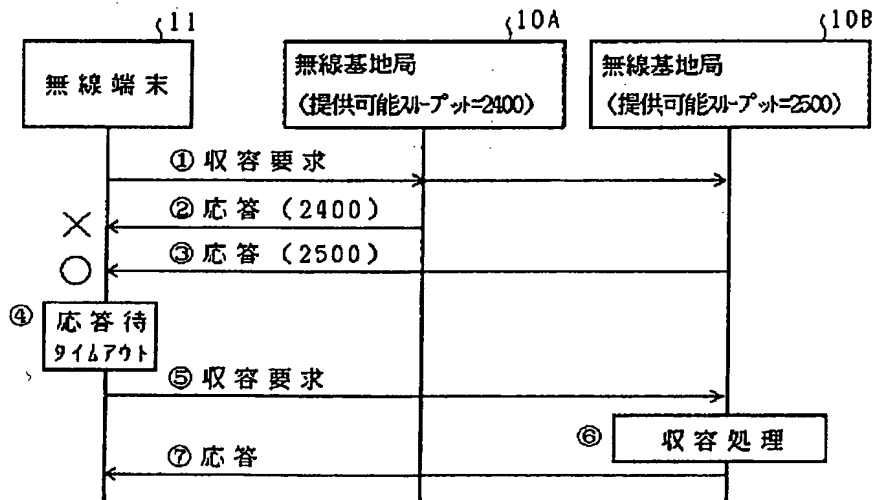 11
10A
10B
無線端末
無線基地局
(提供可能スループット=2400)
無線基地局
(提供可能スループット=2500)
①収容要求
②応答(2400)
×
③応答(2500)
○
④
応答待
タイムアウト
⑤収容要求
⑥
収容処理
⑦応答